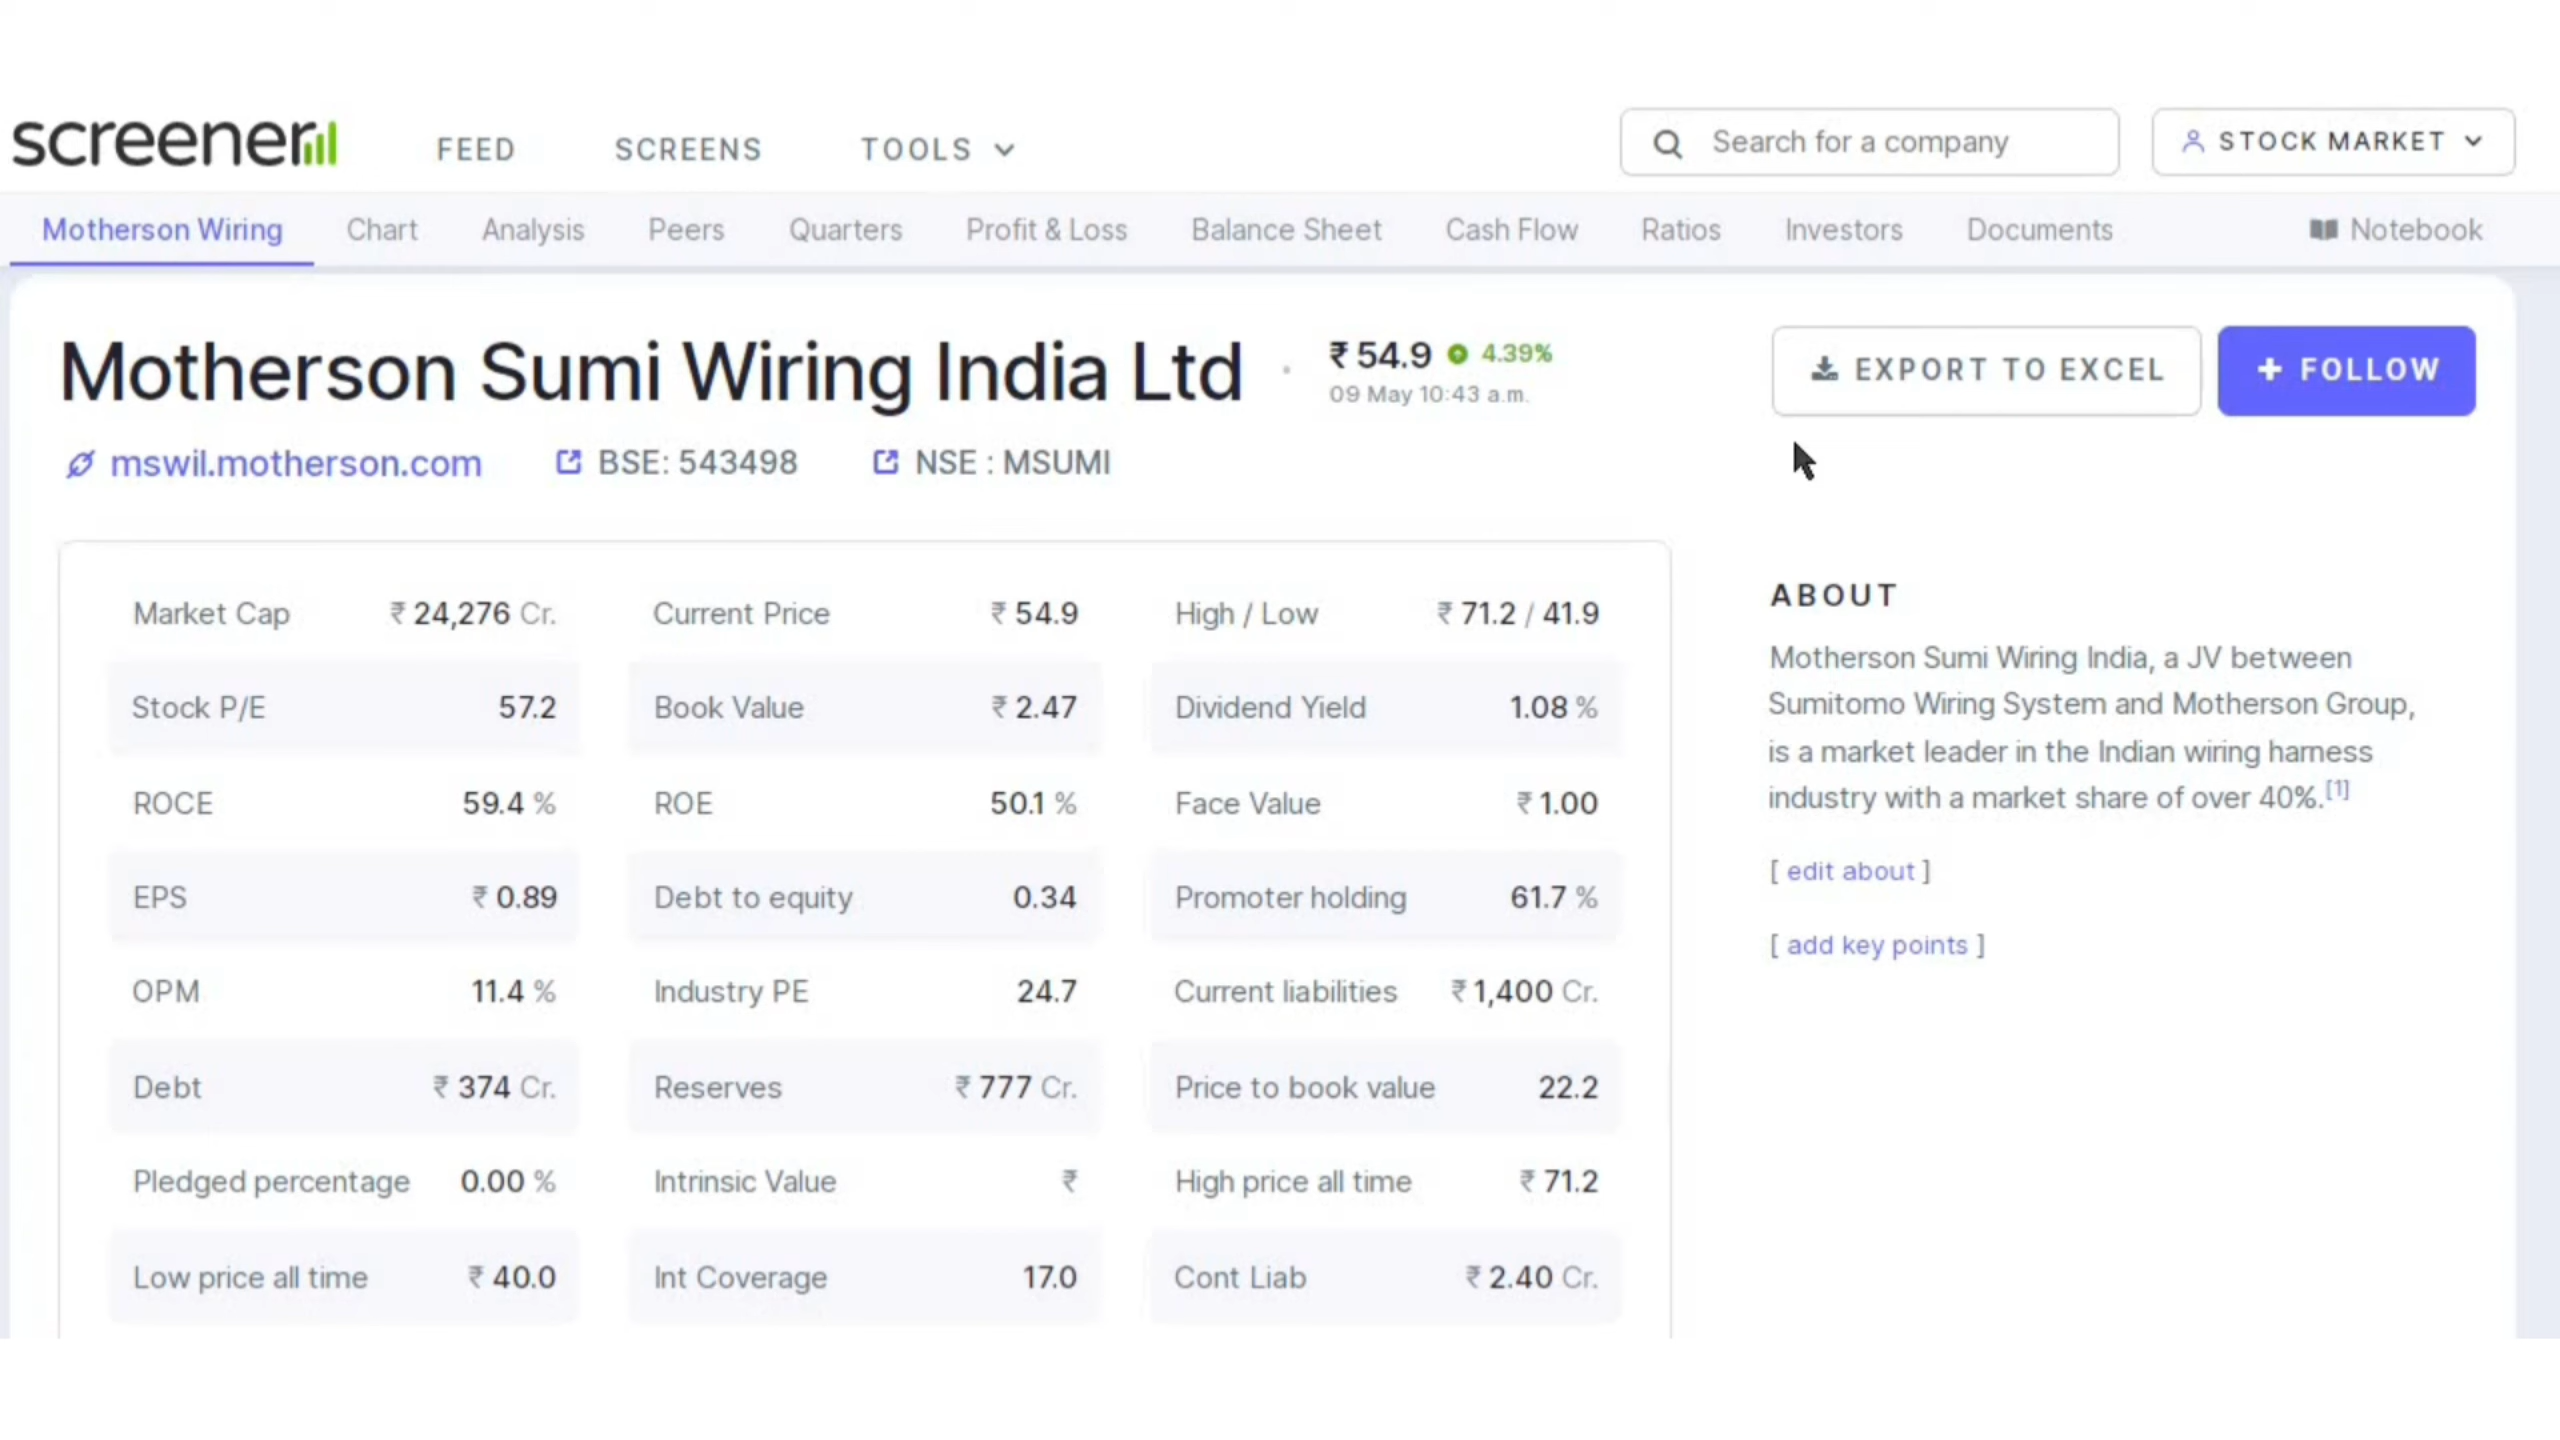 screener
FEED SCREENS TOOLS
Search for a company
STOCK MARKET
Motherson Wiring Chart Analysis Peers Quarters Profit & Loss Balance Sheet Cash Flow Ratios Investors Documents Notebook
Motherson Sumi Wiring India Ltd
₹ 54.9 4.39%
09 May 10:43 a.m.
EXPORT TO EXCEL
+ FOLLOW
mswil.motherson.com BSE: 543498 NSE : MSUMI
Market Cap ₹ 24,276 Cr. Current Price ₹ 54.9 High / Low ₹ 71.2 / 41.9
Stock P/E 57.2 Book Value ₹ 2.47 Dividend Yield 1.08 %
ROCE 59.4 % ROE 50.1 % Face Value ₹ 1.00
EPS ₹ 0.89 Debt to equity 0.34 Promoter holding 61.7 %
OPM 11.4 % Industry PE 24.7 Current liabilities ₹ 1,400 Cr.
Debt ₹ 374 Cr. Reserves ₹ 777 Cr. Price to book value 22.2
Pledged percentage 0.00 % Intrinsic Value ₹ High price all time ₹ 71.2
Low price all time ₹ 40.0 Int Coverage 17.0 Cont Liab ₹ 2.40 Cr.
ABOUT
Motherson Sumi Wiring India, a JV between
Sumitomo Wiring System and Motherson Group,
is a market leader in the Indian wiring harness
industry with a market share of over 40%.[1]
[ edit about ]
[ add key points ]